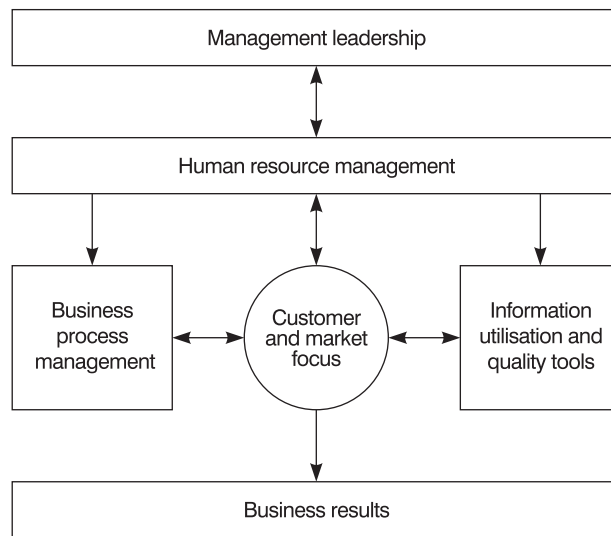 Management leadership
Human resource management
Business
process
management
Customer
and market
focus
Information
utilisation and
quality tools
Business results